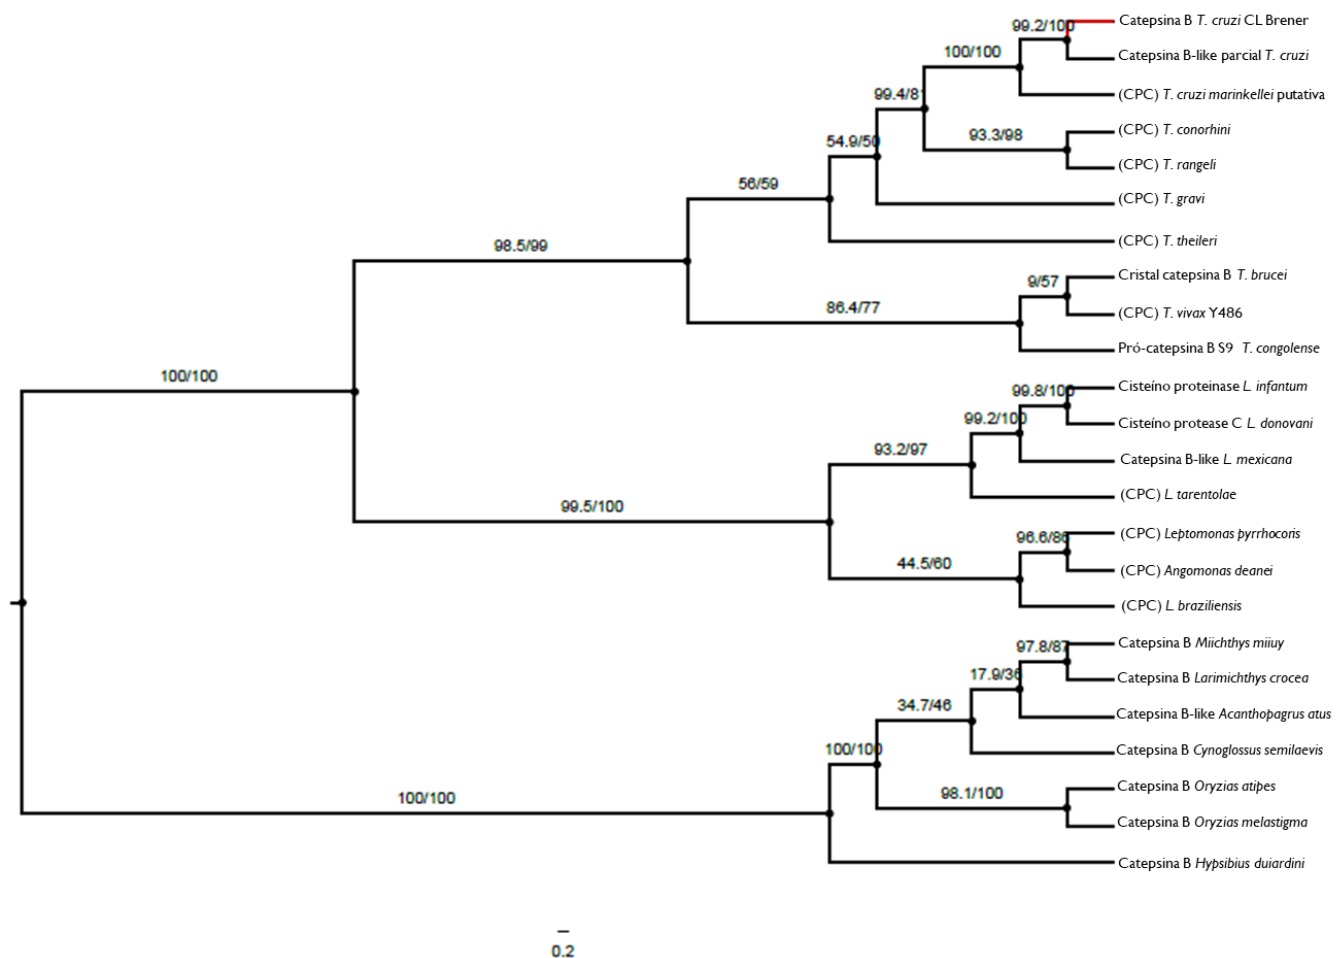 99.2/100
Catepsina B T. cruzi CL Brener
100/100
Catepsina B-like parcial T. cruzi
99.4/8
(CPC) T. cruzi marinkellei putativa
54.9/50
93.3/98
(CPC) T. conorhini
(CPC) T. rangeli
56/59
(CPC) T. gravi
98.5/99
(CPC) T. theileri
9/57
Cristal catepsina B T. brucei
86.4/77
(CPC) T. vivax Y486
Pró-catepsina B S9 T. congolense
100/100
99.8/100
Cisteíno proteinase L. infantum
99.2/100
Cisteíno protease C L. donovani
93.2/97
Catepsina B-like L. mexicana
(CPC) L. tarentolae
99.5/100
96.6/86
(CPC) Leptomonas pyrrhocoris
44.5/60
(CPC) Angomonas deanei
(CPC) L. braziliensis
97.8/87
Catepsina B Miichthys miiuy
17.9/36
Catepsina B Larimichthys crocea
34.7/46
Catepsina B-like Acanthopagrus atus
100/100
Catepsina B Cynoglossus semilaevis
98.1/100
Catepsina B Oryzias atipes
100/100
Catepsina B Oryzias melastigma
Catepsina B Hypsibius duiardini
0.2